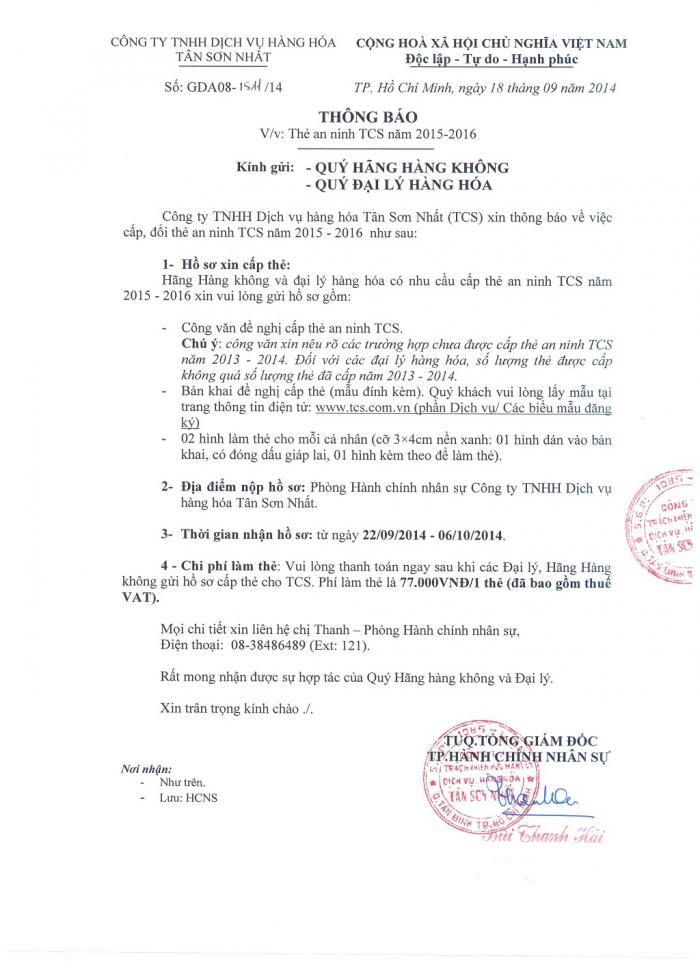 CÔNG TY TNHH DỊCH VỤ HÀNG HÓA
TÂN SƠN NHẤT
CỘNG HOÀ XÃ HỘI CHỦ NGHĨA VIỆT NAM
Độc lập - Tự do - Hạnh phúc
Số: GDA08-1511/14
TP. Hồ Chí Minh, ngày 18 tháng 09 năm 2014
THÔNG BÁO
V/v: Thẻ an ninh TCS năm 2015-2016
Kính gửi: - QUÝ HÃNG HÀNG KHÔNG
- QUÝ ĐẠI LÝ HÀNG HÓA
Công ty TNHH Dịch vụ hàng hóa Tân Sơn Nhất (TCS) xin thông báo về việc
cấp, đổi thẻ an ninh TCS năm 2015 - 2016 như sau:
1- Hồ sơ xin cấp thẻ:
Hãng Hàng không và đại lý hàng hóa có nhu cầu cấp thẻ an ninh TCS năm
2015 - 2016 xin vui lòng gửi hồ sơ gồm:
- Công văn đề nghị cấp thẻ an ninh TCS.
Chú ý: công văn xin nêu rõ các trường hợp chưa được cấp thẻ an ninh TCS
năm 2013 - 2014. Đối với các đại lý hàng hóa, số lượng thẻ được cấp
không quá số lượng thẻ đã cấp năm 2013 - 2014.
- Bản khai đề nghị cấp thẻ (mẫu đính kèm). Quý khách vui lòng lấy mẫu tại
trang thông tin điện tử: www.tcs.com.vn (phần Dịch vụ/ Các biểu mẫu đăng
ký)
- 02 hình làm thẻ cho mỗi cá nhân (cỡ 3×4cm nền xanh: 01 hình dán vào bản
khai, có đóng dấu giáp lai, 01 hình kèm theo để làm thẻ).
2- Địa điểm nộp hồ sơ: Phòng Hành chính nhân sự Công ty TNHH Dịch vụ
hàng hóa Tân Sơn Nhất.
3- Thời gian nhận hồ sơ: từ ngày 22/09/2014 - 06/10/2014.
4 - Chi phí làm thẻ: Vui lòng thanh toán ngay sau khi các Đại lý, Hãng Hàng
không gửi hồ sơ cấp thẻ cho TCS. Phí làm thẻ là 77.000VNĐ/1 thẻ (đã bao gồm thuế
VAT).
Mọi chi tiết xin liên hệ chị Thanh – Phòng Hành chính nhân sự,
Điện thoại: 08-38486489 (Ext: 121).
Rất mong nhận được sự hợp tác của Quý Hãng hàng không và Đại lý.
Xin trân trọng kính chào ./.
TUQ.TỔNG GIÁM ĐỐC
TP.HÀNH CHÍNH NHÂN SỰ
TRÁCH NHIỆM HỮU HẠN
DỊCH VỤ HÀNG HÓA
TÂN SƠN NHẤT
Q.TÂN BÌNH TP.HỒ CHÍ MINH
Bùi Thanh Hải
Nơi nhận:
- Như trên.
- Lưu: HCNS